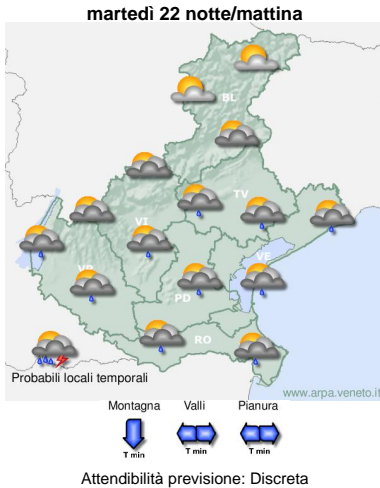 martedì 22 notte/mattina
BL
TV
VI
VE
VR
PD
RO
Probabili locali temporali
www.arpa.veneto.it
Montagna Valli Pianura
T min T min T min
Attendibilità previsione: Discreta